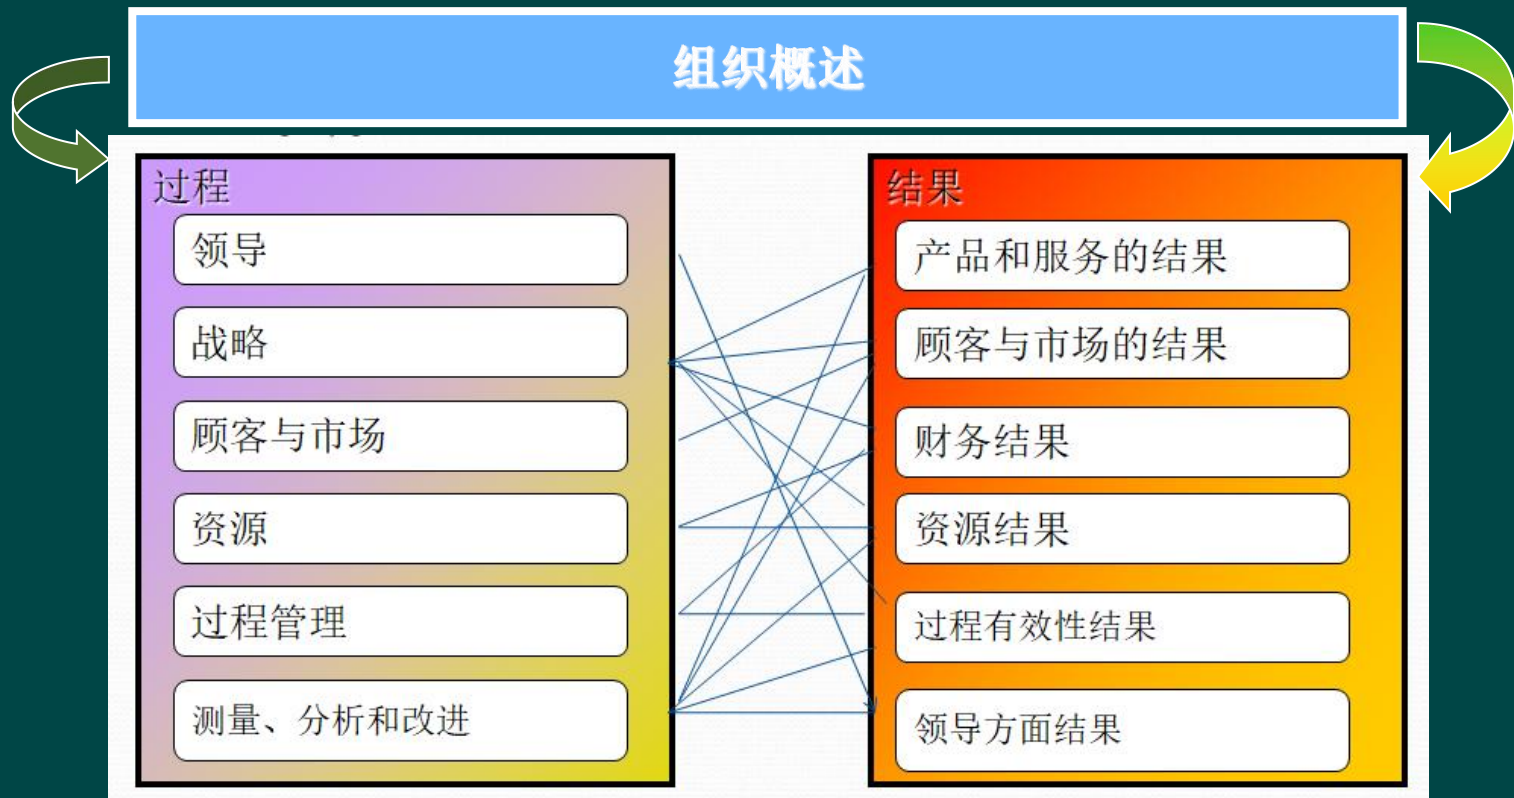 组织概述
过程
领导
战略
顾客与市场
资源
过程管理
测量、分析和改进
结果
产品和服务的结果
顾客与市场的结果
财务结果
资源结果
过程有效性结果
领导方面结果